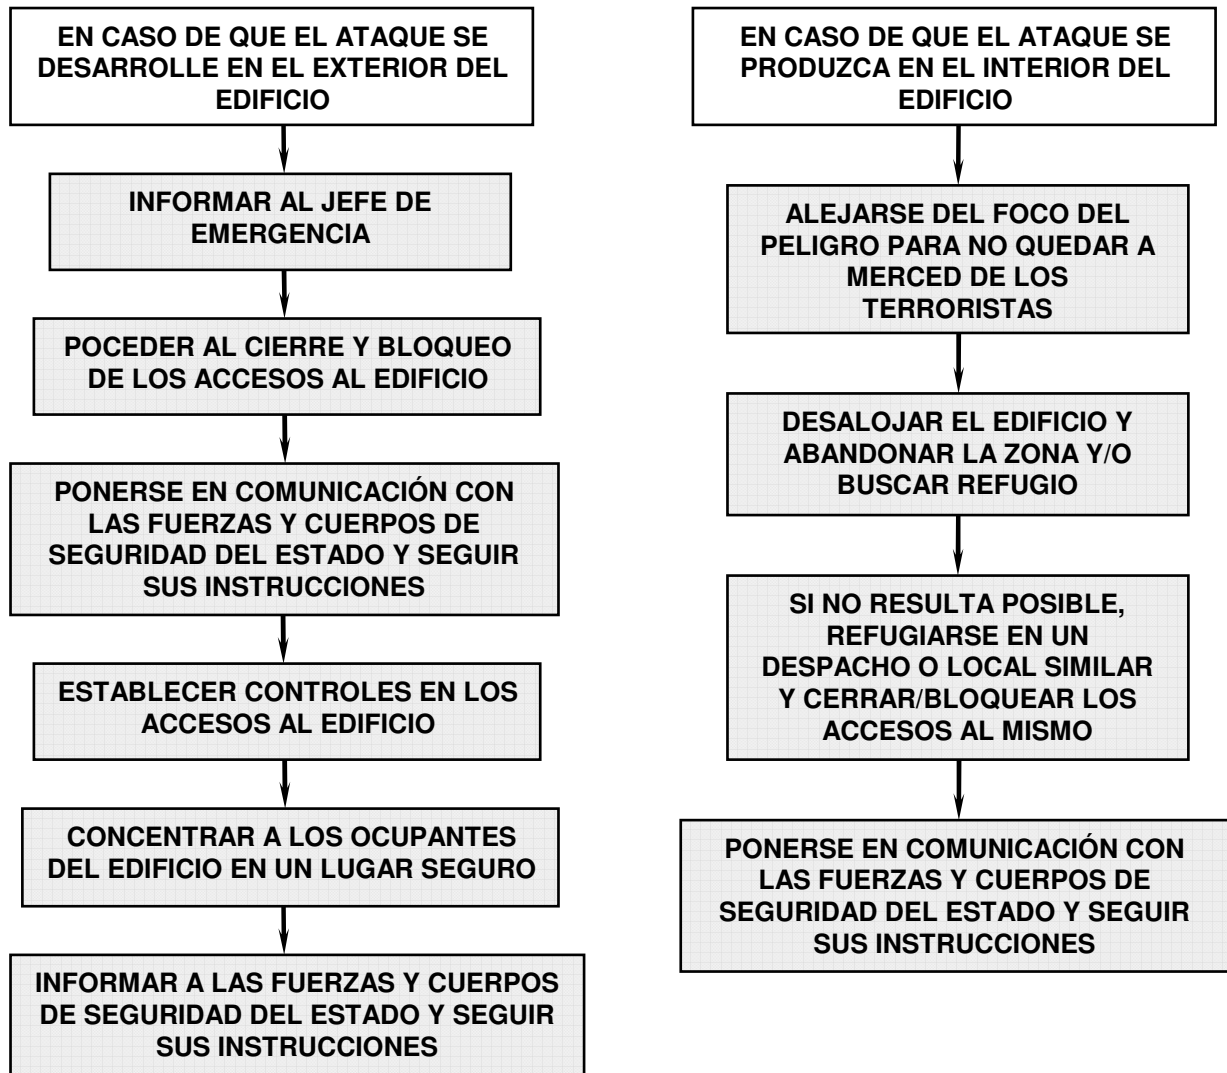 EN CASO DE QUE EL ATAQUE SE
DESARROLLE EN EL EXTERIOR DEL
EDIFICIO
INFORMAR AL JEFE DE
EMERGENCIA
POCEDER AL CIERRE Y BLOQUEO
DE LOS ACCESOS AL EDIFICIO
PONERSE EN COMUNICACIÓN CON
LAS FUERZAS Y CUERPOS DE
SEGURIDAD DEL ESTADO Y SEGUIR
SUS INSTRUCCIONES
ESTABLECER CONTROLES EN LOS
ACCESOS AL EDIFICIO
CONCENTRAR A LOS OCUPANTES
DEL EDIFICIO EN UN LUGAR SEGURO
INFORMAR A LAS FUERZAS Y CUERPOS
DE SEGURIDAD DEL ESTADO Y SEGUIR
SUS INSTRUCCIONES
EN CASO DE QUE EL ATAQUE SE
PRODUZCA EN EL INTERIOR DEL
EDIFICIO
ALEJARSE DEL FOCO DEL
PELIGRO PARA NO QUEDAR A
MERCED DE LOS
TERRORISTAS
DESALOJAR EL EDIFICIO Y
ABANDONAR LA ZONA Y/O
BUSCAR REFUGIO
SI NO RESULTA POSIBLE,
REFUGIARSE EN UN
DESPACHO O LOCAL SIMILAR
Y CERRAR/BLOQUEAR LOS
ACCESOS AL MISMO
PONERSE EN COMUNICACIÓN CON
LAS FUERZAS Y CUERPOS DE
SEGURIDAD DEL ESTADO Y SEGUIR
SUS INSTRUCCIONES